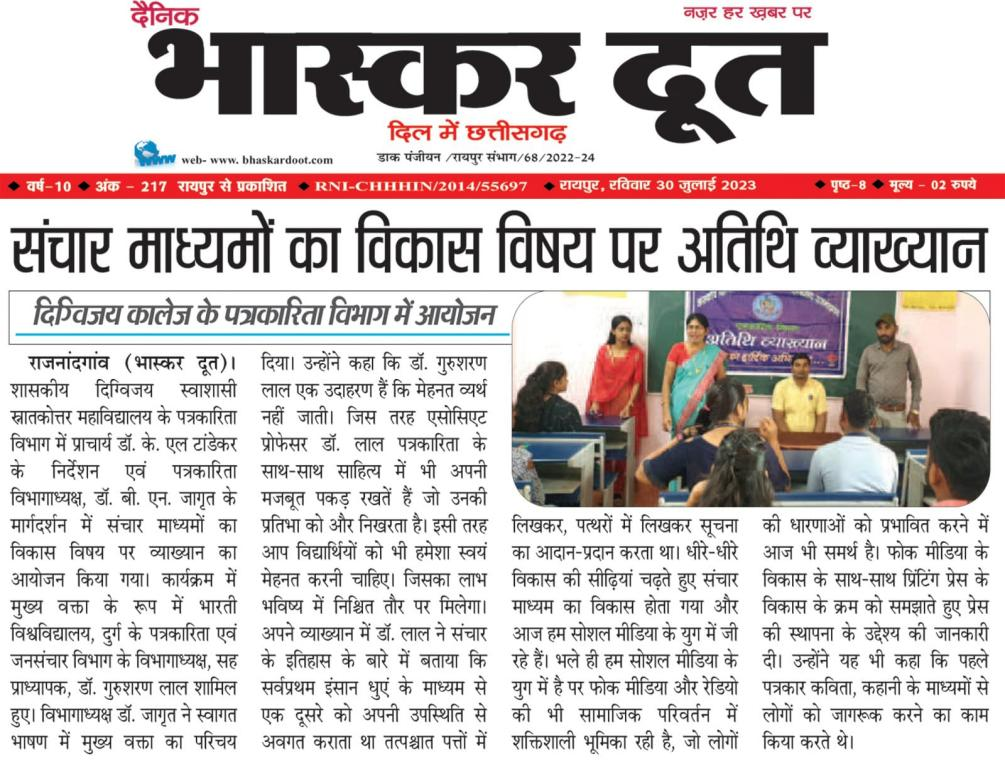 दैनिक
नज़र हर ख़बर पर
भास्कर दूत
दिल में छत्तीसगढ़
www web- www. bhaskardoot.com
डाक पंजीयन /रायपुर संभाग/68/2022-24
वर्ष-10 ◆ अंक - 217 रायपुर से प्रकाशित ◆ RNI-CHHHIN/2014/55697 ◆ रायपुर, रविवार 30 जुलाई 2023 ◆ पृष्ठ-8 ◆ मूल्य - 02 रुपये
संचार माध्यमों का विकास विषय पर अतिथि व्याख्यान
दिग्विजय कालेज के पत्रकारिता विभाग में आयोजन
राजनांदगांव (भास्कर दूत)।
शासकीय दिग्विजय स्वाशासी
स्नातकोत्तर महाविद्यालय के पत्रकारिता
विभाग में प्राचार्य डॉ. के. एल टांडेकर
के निर्देशन एवं पत्रकारिता
विभागाध्यक्ष, डॉ. बी. एन. जागृत के
मार्गदर्शन में संचार माध्यमों का
विकास विषय पर व्याख्यान का
आयोजन किया गया। कार्यक्रम में
मुख्य वक्ता के रूप में भारती
विश्वविद्यालय, दुर्ग के पत्रकारिता एवं
जनसंचार विभाग के विभागाध्यक्ष, सह
प्राध्यापक, डॉ. गुरुशरण लाल शामिल
हुए। विभागाध्यक्ष डॉ. जागृत ने स्वागत
भाषण में मुख्य वक्ता का परिचय
दिया। उन्होंने कहा कि डॉ. गुरुशरण
लाल एक उदाहरण हैं कि मेहनत व्यर्थ
नहीं जाती। जिस तरह एसोसिएट
प्रोफेसर डॉ. लाल पत्रकारिता के
साथ-साथ साहित्य में भी अपनी
मजबूत पकड़ रखतें हैं जो उनकी
प्रतिभा को और निखरता है। इसी तरह
आप विद्यार्थियों को भी हमेशा स्वयं
मेहनत करनी चाहिए। जिसका लाभ
भविष्य में निश्चित तौर पर मिलेगा।
अपने व्याख्यान में डॉ. लाल ने संचार
के इतिहास के बारे में बताया कि
सर्वप्रथम इंसान धुएं के माध्यम से
एक दूसरे को अपनी उपस्थिति से
अवगत कराता था तत्पश्चात पत्तों में
अतिथि व्याख्यान
लिखकर, पत्थरों में लिखकर सूचना
का आदान-प्रदान करता था। धीरे-धीरे
विकास की सीढ़ियां चढ़ते हुए संचार
माध्यम का विकास होता गया और
आज हम सोशल मीडिया के युग में जी
रहे हैं। भले ही हम सोशल मीडिया के
युग में है पर फोक मीडिया और रेडियो
की भी सामाजिक परिवर्तन में
शक्तिशाली भूमिका रही है, जो लोगों
की धारणाओं को प्रभावित करने में
आज भी समर्थ है। फोक मीडिया के
विकास के साथ-साथ प्रिंटिंग प्रेस के
विकास के क्रम को समझाते हुए प्रेस
की स्थापना के उद्देश्य की जानकारी
दी। उन्होंने यह भी कहा कि पहले
पत्रकार कविता, कहानी के माध्यमों से
लोगों को जागरूक करने का काम
किया करते थे।